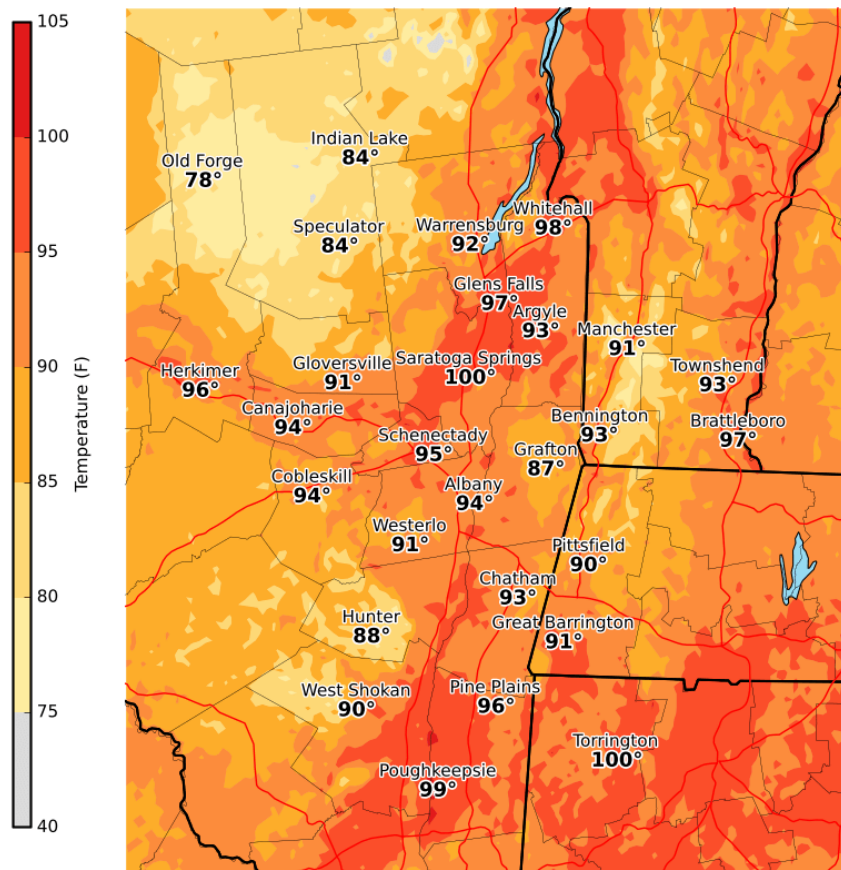 105
100
95
90
85
80
75
40
Temperature (F)
Indian Lake
84°
Old Forge
78°
Whitehall
98°
Speculator
84°
Warrensburg
92°
Glens Falls
97°
Argyle
93°
Manchester
91°
Saratoga Springs
100°
Gloversville
91°
Herkimer
96°
Townshend
93°
Canajoharie
94°
Bennington
93°
Brattleboro
97°
Schenectady
95°
Grafton
87°
Cobleskill
94°
Albany
94°
Westerlo
91°
Pittsfield
90°
Chatham
93°
Hunter
88°
Great Barrington
91°
West Shokan
90°
Pine Plains
96°
Torrington
100°
Poughkeepsie
99°